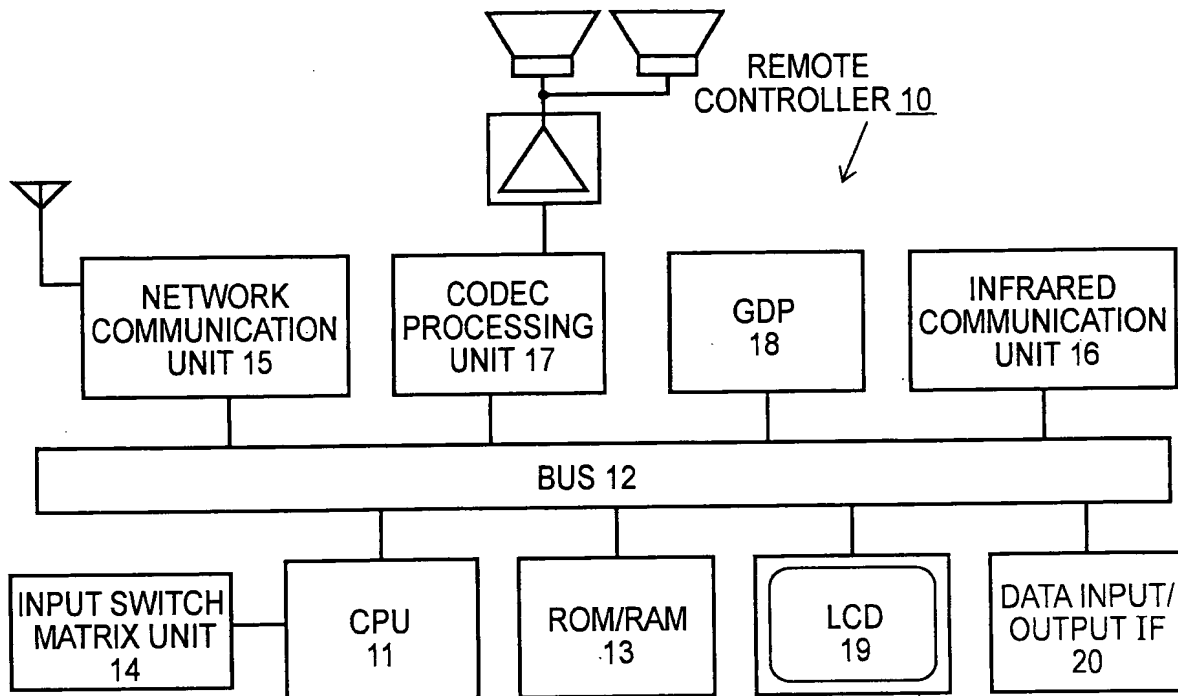 REMOTE
CONTROLLER 10
NETWORK
COMMUNICATION
UNIT 15
CODEC
PROCESSING
UNIT 17
GDP
18
INFRARED
COMMUNICATION
UNIT 16
BUS 12
INPUT SWITCH
MATRIX UNIT
14
CPU
11
ROM/RAM
13
LCD
19
DATA INPUT/
OUTPUT IF
20